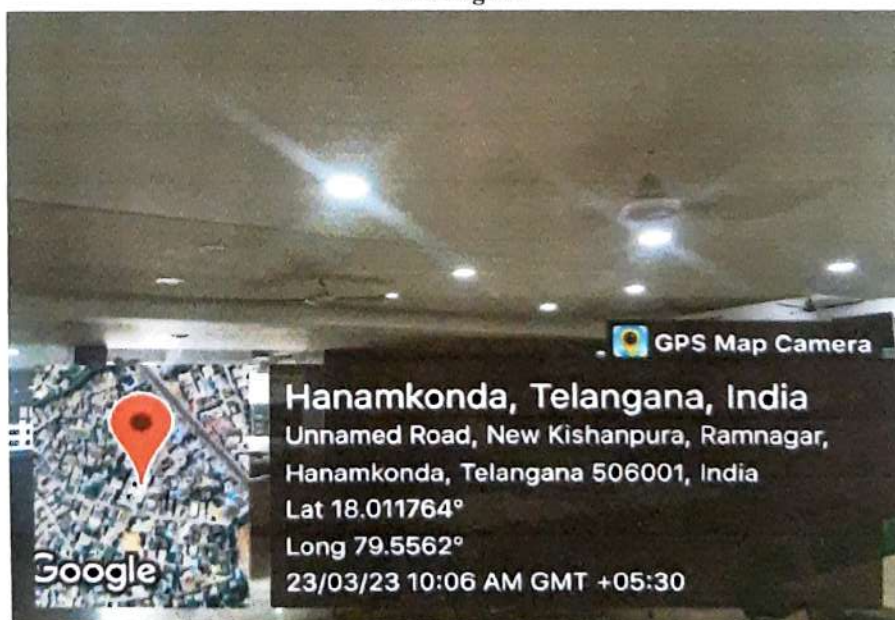 GPS Map Camera
Hanamkonda, Telangana, India
Unnamed Road, New Kishanpura, Ramnagar,
Hanamkonda, Telangana 506001, India
Lat 18.011764°
Long 79.5562°
23/03/23 10:06 AM GMT +05:30
Google